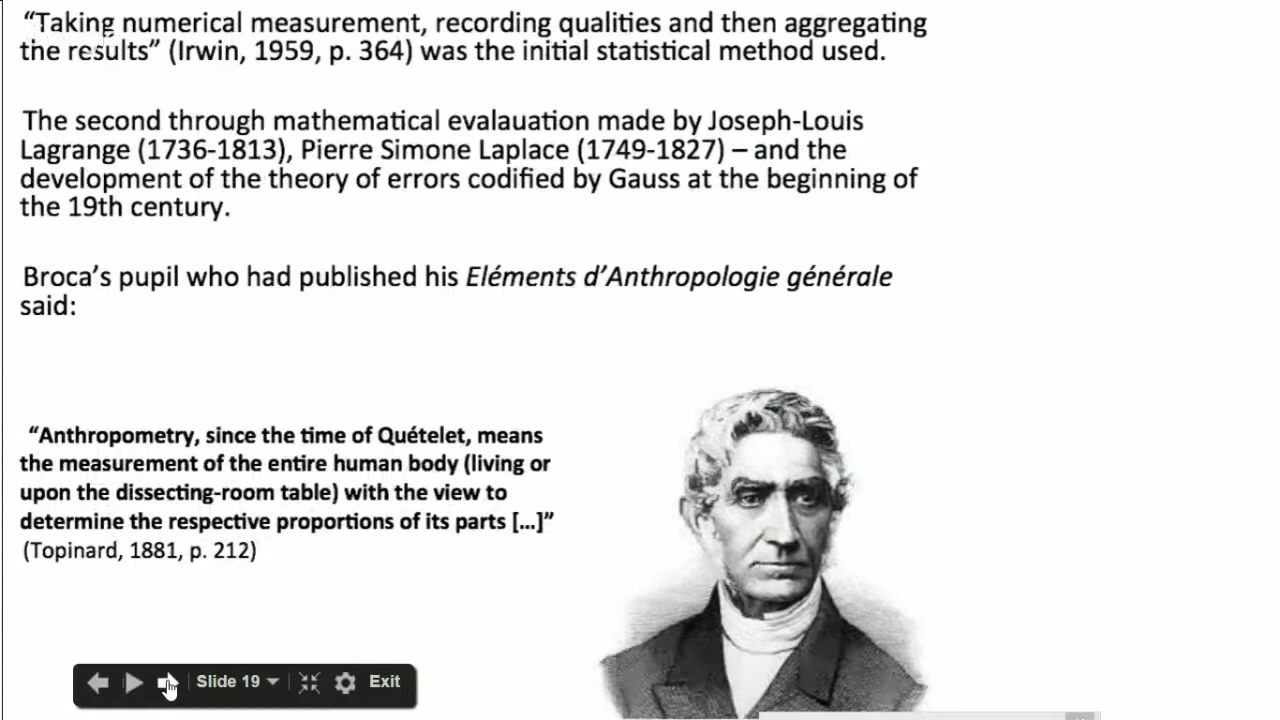 “Taking numerical measurement, recording qualities and then aggregating
the results” (Irwin, 1959, p. 364) was the initial statistical method used.
The second through mathematical evalauation made by Joseph-Louis
Lagrange (1736-1813), Pierre Simone Laplace (1749-1827) – and the
development of the theory of errors codified by Gauss at the beginning of
the 19th century.
Broca’s pupil who had published his Eléments d’Anthropologie générale
said:
“Anthropometry, since the time of Quételet, means
the measurement of the entire human body (living or
upon the dissecting-room table) with the view to
determine the respective proportions of its parts [...]”
(Topinard, 1881, p. 212)
Slide 19 Exit